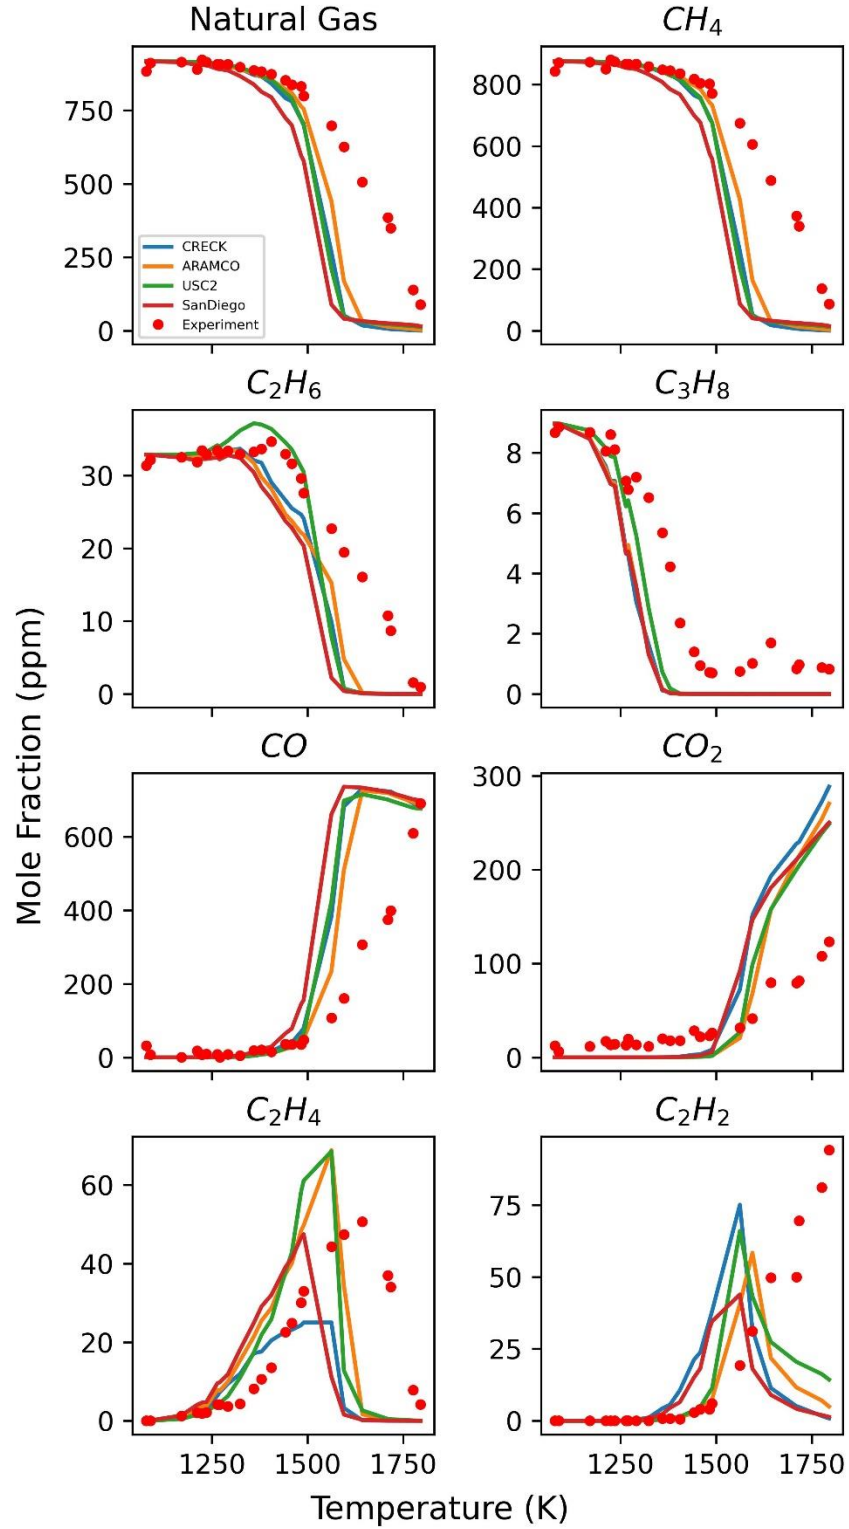 Natural Gas
CH₄
750
500
250
0
CRECK
ARAMCO
USC2
SanDiego
Experiment
800
600
400
200
0
C₂H₆
C₃H₈
30
20
10
0
8
6
4
2
0
CO
CO₂
600
400
200
0
300
200
100
0
C₂H₄
C₂H₂
60
40
20
0
75
50
25
0
1250 1500 1750
1250 1500 1750
Mole Fraction (ppm)
Temperature (K)